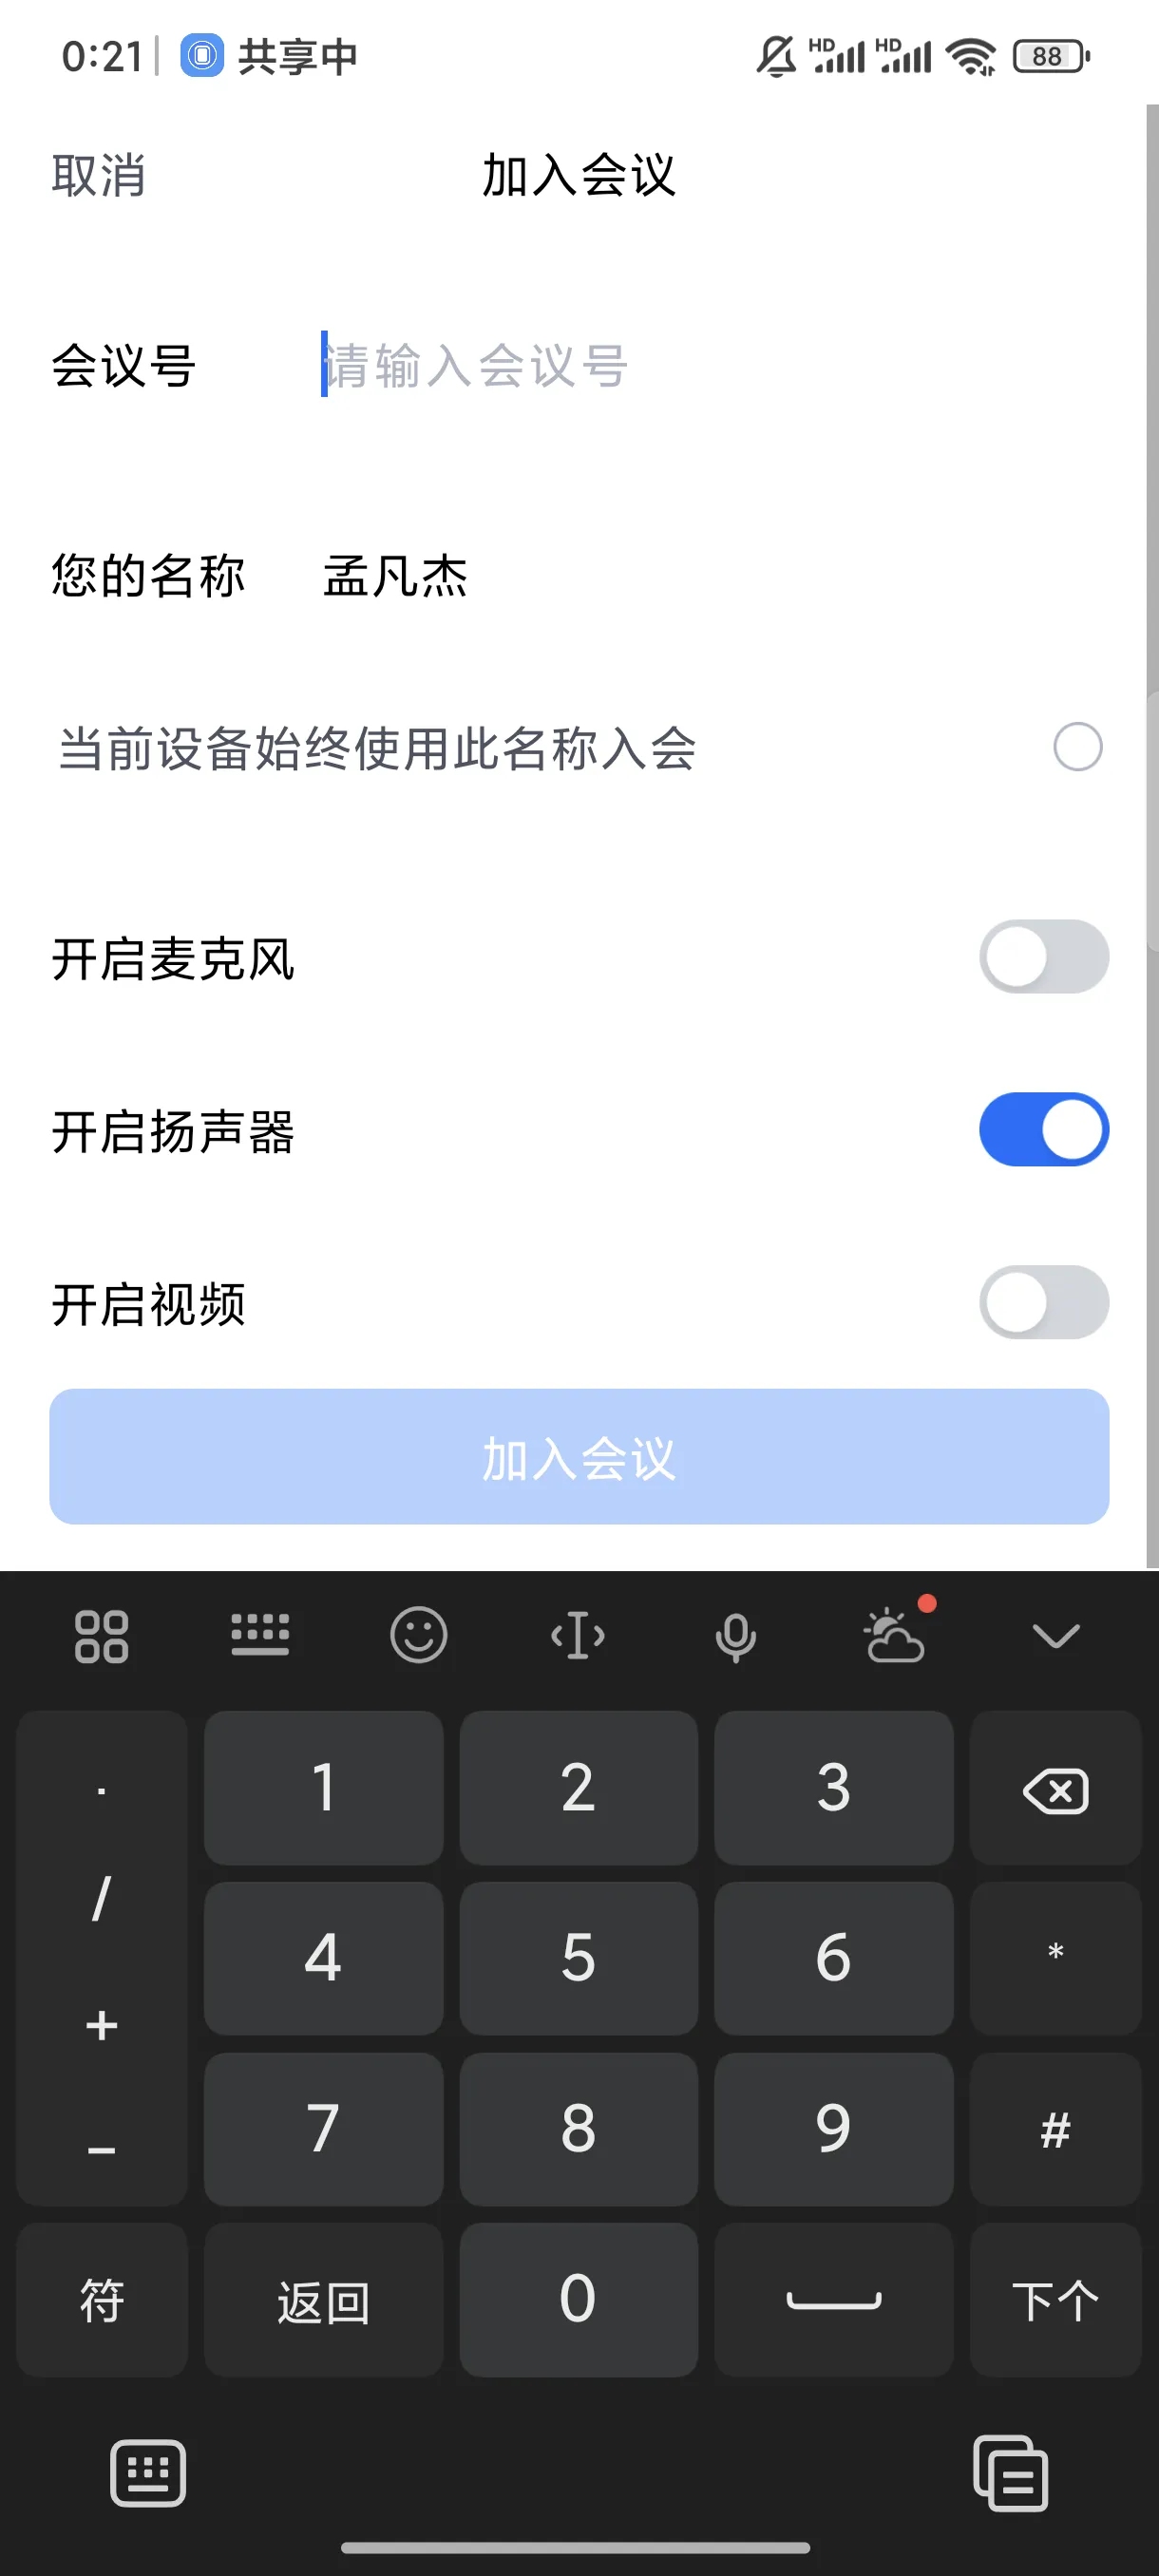 0:21 共享中 HD HD 88
取消 加入会议
会议号 请输入会议号
您的名称 孟凡杰
当前设备始终使用此名称入会
开启麦克风
开启扬声器
开启视频
加入会议
. 1 2 3
/ 4 5 6 *
+ 7 8 9 #
-
符 返回 0 下个